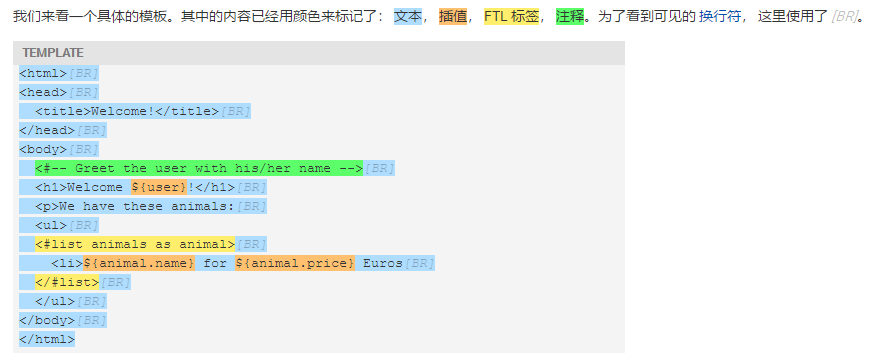 我们来看一个具体的模板。其中的内容已经用颜色来标记了： 文本， 插值， FTL 标签， 注释。为了看到可见的 换行符， 这里使用了 [BR]。
TEMPLATE
<html>[BR]
<head>[BR]
  <title>Welcome!</title>[BR]
</head>[BR]
<body>[BR]
  <#-- Greet the user with his/her name -->[BR]
  <h1>Welcome ${user}!</h1>[BR]
  <p>We have these animals:[BR]
  <ul>[BR]
  <#list animals as animal>[BR]
    <li>${animal.name} for ${animal.price} Euros[BR]
  </#list>[BR]
  </ul>[BR]
</body>[BR]
</html>